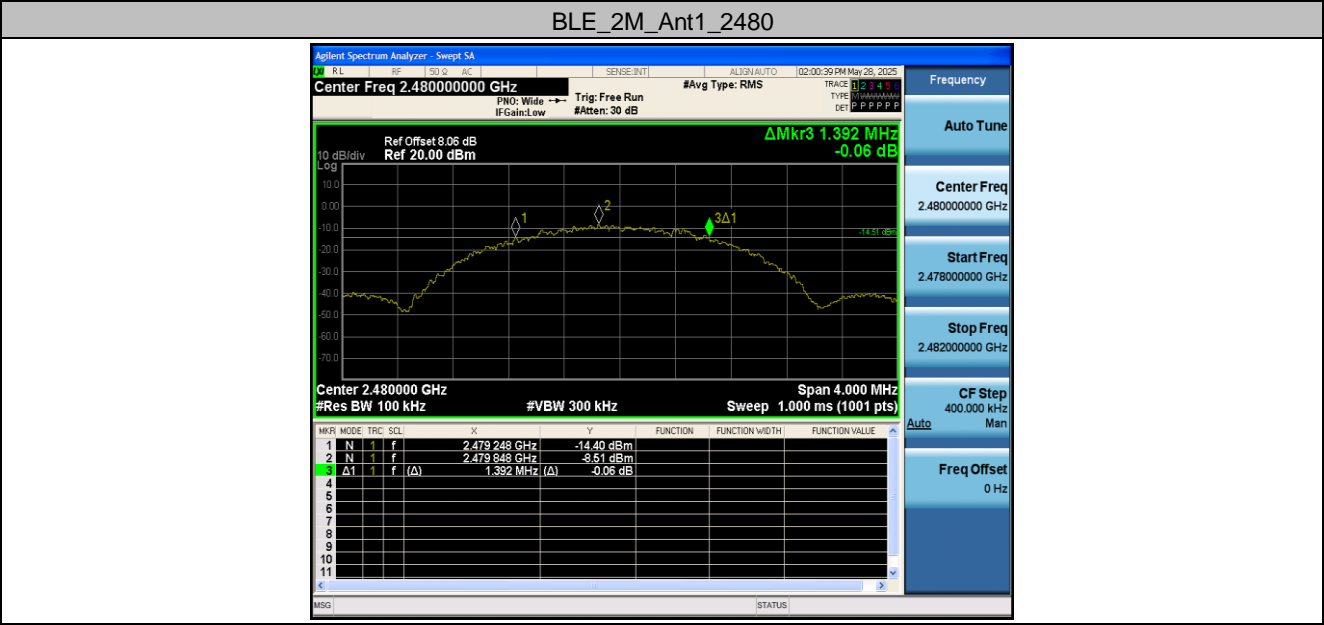 BLE_2M_Ant1_2480
Agilent Spectrum Analyzer - Swept SA
RL RF 50 Ω AC SENSE:INT ALIGN AUTO 02:00:39 PM May 28, 2025
Center Freq 2.480000000 GHz #Avg Type: RMS TRACE 1 2 3 4 5 6
PNO: Wide Trig: Free Run TYPE
IFGain:Low #Atten: 30 dB DET P P P P P P
ΔMkr3 1.392 MHz
-0.06 dB
Ref Offset 8.06 dB
10 dB/div Ref 20.00 dBm
Log
10.0
0.00
-10.0
-20.0
-30.0
-40.0
-50.0
-60.0
-70.0
1
2
3Δ1
-14.51 dBm
Center 2.480000 GHz Span 4.000 MHz
#Res BW 100 kHz #VBW 300 kHz Sweep 1.000 ms (1001 pts)
MKR MODE TRC SCL X Y FUNCTION FUNCTION WIDTH FUNCTION VALUE
1 N 1 f 2.479 248 GHz -14.40 dBm
2 N 1 f 2.479 848 GHz -8.51 dBm
3 Δ1 1 f (Δ) 1.392 MHz (Δ) -0.06 dB
4
5
6
7
8
9
10
11
MSG STATUS
Frequency
Auto Tune
Center Freq
2.480000000 GHz
Start Freq
2.478000000 GHz
Stop Freq
2.482000000 GHz
CF Step
400.000 kHz
Auto Man
Freq Offset
0 Hz